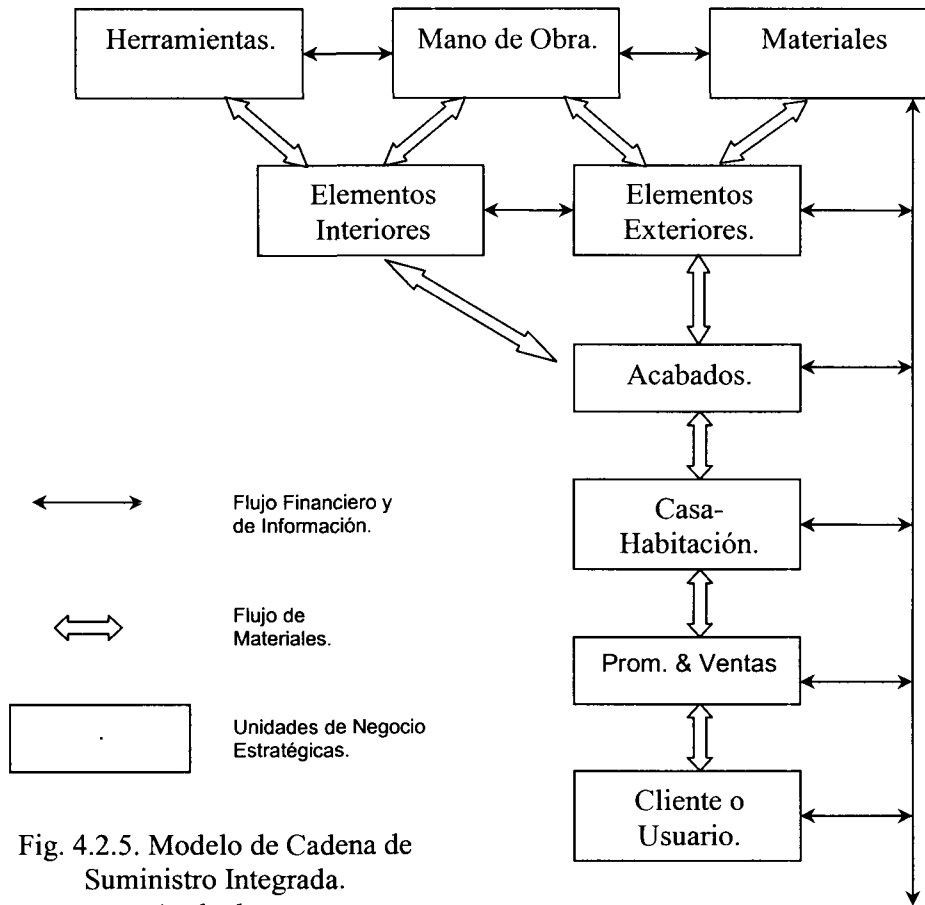 Herramientas.
Mano de Obra.
Materiales
Elementos
Interiores
Elementos
Exteriores.
Acabados.
Flujo Financiero y
de Información.
Casa-
Habitación.
Flujo de
Materiales.
Prom. & Ventas
Unidades de Negocio
Estratégicas.
Cliente o
Usuario.
Fig. 4.2.5. Modelo de Cadena de
Suministro Integrada.